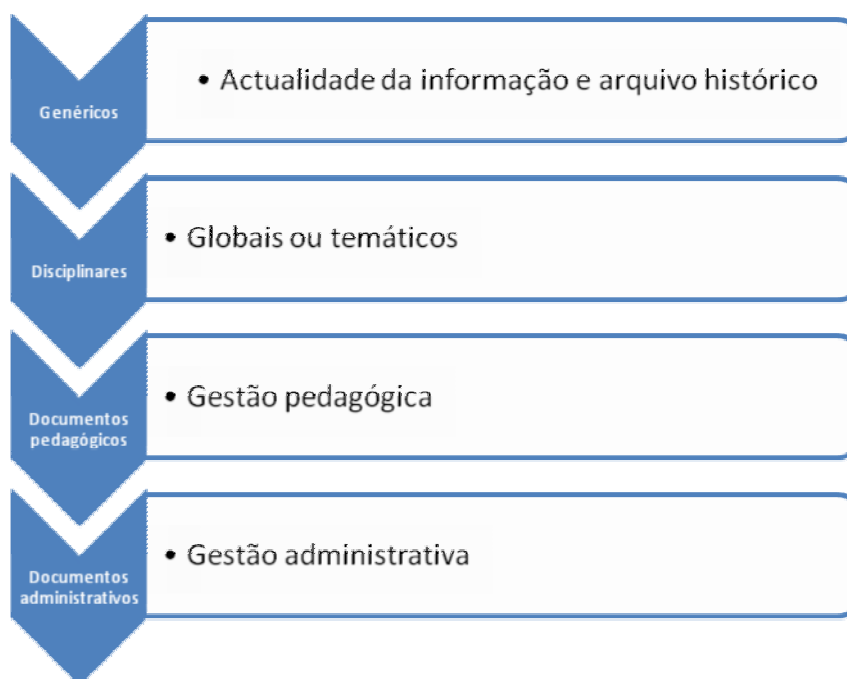 Genéricos
• Actualidade da informação e arquivo histórico
Disciplinares
• Globais ou temáticos
Documentos
pedagógicos
• Gestão pedagógica
Documentos
administrativos
• Gestão administrativa